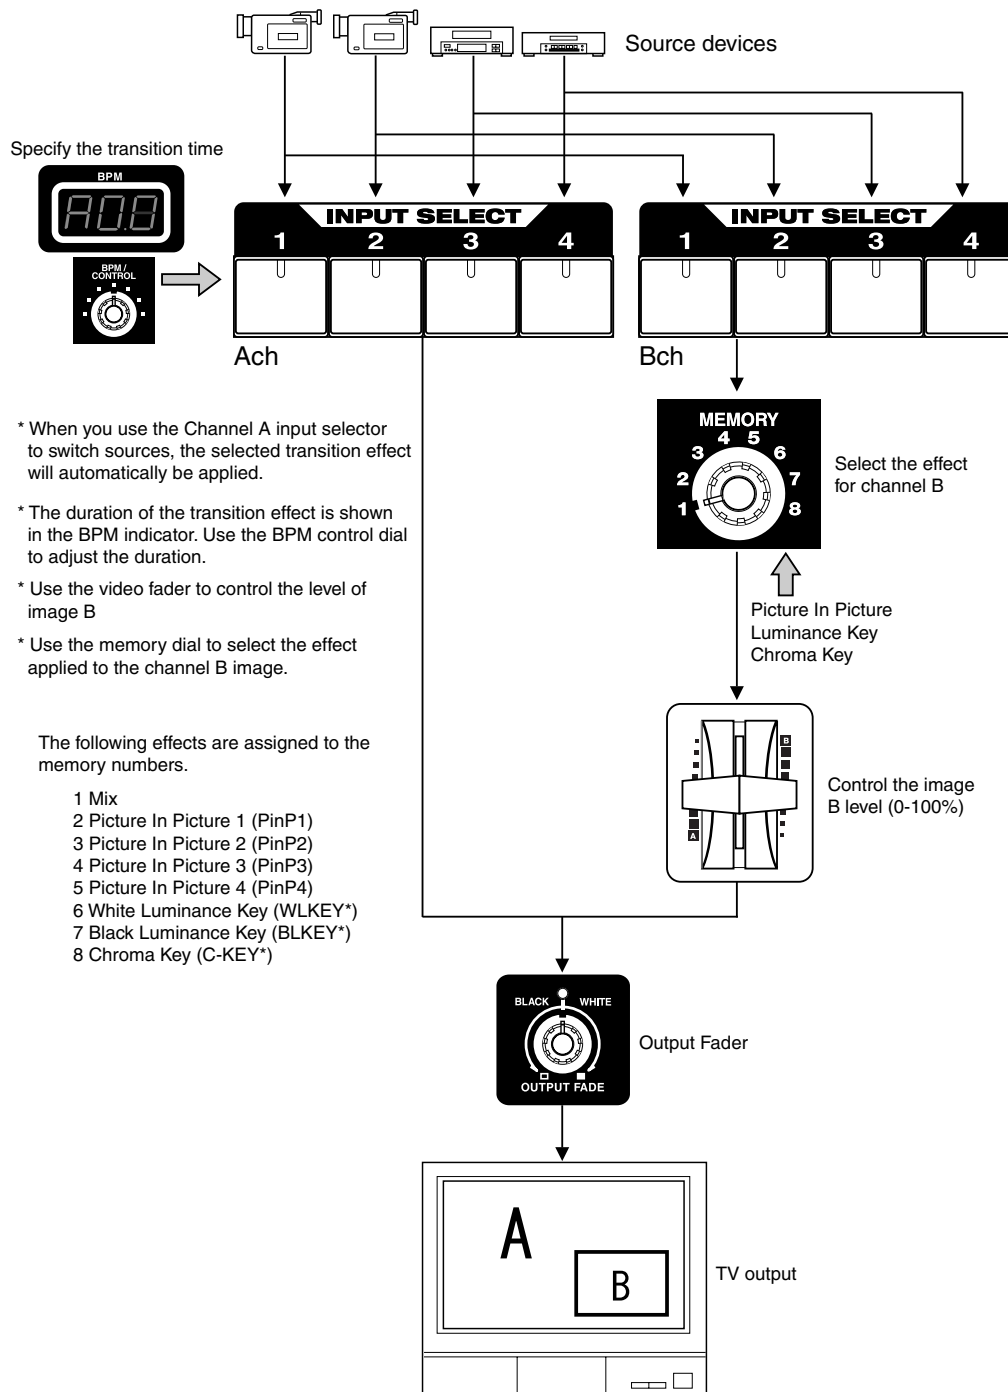 Source devices
Specify the transition time
BPM
A0.8
BPM /
CONTROL
INPUT SELECT
1 2 3 4
Ach
INPUT SELECT
1 2 3 4
Bch
* When you use the Channel A input selector
to switch sources, the selected transition effect
will automatically be applied.
* The duration of the transition effect is shown
in the BPM indicator. Use the BPM control dial
to adjust the duration.
* Use the video fader to control the level of
image B
* Use the memory dial to select the effect
applied to the channel B image.
MEMORY
1 2 3 4 5 6 7 8
Select the effect
for channel B
Picture In Picture
Luminance Key
Chroma Key
The following effects are assigned to the
memory numbers.
1 Mix
2 Picture In Picture 1 (PinP1)
3 Picture In Picture 2 (PinP2)
4 Picture In Picture 3 (PinP3)
5 Picture In Picture 4 (PinP4)
6 White Luminance Key (WLKEY*)
7 Black Luminance Key (BLKEY*)
8 Chroma Key (C-KEY*)
B
A
Control the image
B level (0-100%)
BLACK WHITE
OUTPUT FADE
Output Fader
A
B
TV output